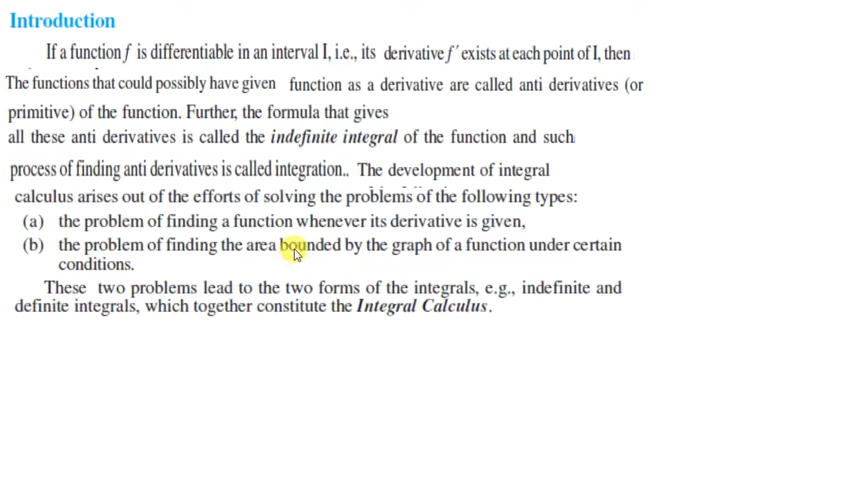 Introduction
If a function f is differentiable in an interval I, i.e., its derivative f′ exists at each point of I, then
The functions that could possibly have given function as a derivative are called anti derivatives (or
primitive) of the function. Further, the formula that gives
all these anti derivatives is called the indefinite integral of the function and such
process of finding anti derivatives is called integration.. The development of integral
calculus arises out of the efforts of solving the problems of the following types:
(a) the problem of finding a function whenever its derivative is given,
(b) the problem of finding the area bounded by the graph of a function under certain
conditions.
These two problems lead to the two forms of the integrals, e.g., indefinite and
definite integrals, which together constitute the Integral Calculus.